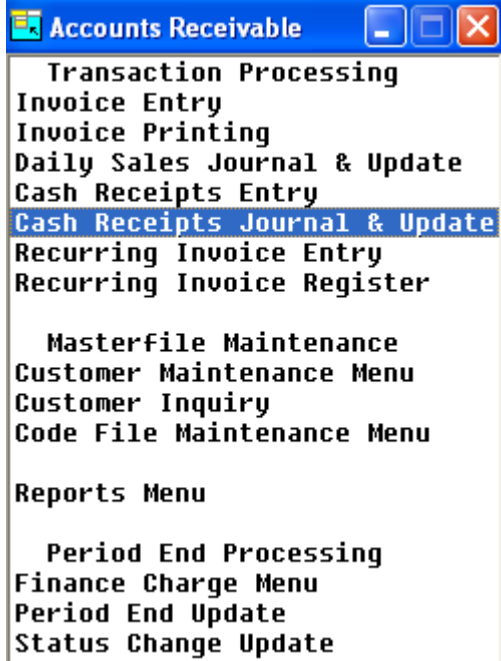 Accounts Receivable
Transaction Processing
Invoice Entry
Invoice Printing
Daily Sales Journal & Update
Cash Receipts Entry
Cash Receipts Journal & Update
Recurring Invoice Entry
Recurring Invoice Register
Masterfile Maintenance
Customer Maintenance Menu
Customer Inquiry
Code File Maintenance Menu
Reports Menu
Period End Processing
Finance Charge Menu
Period End Update
Status Change Update